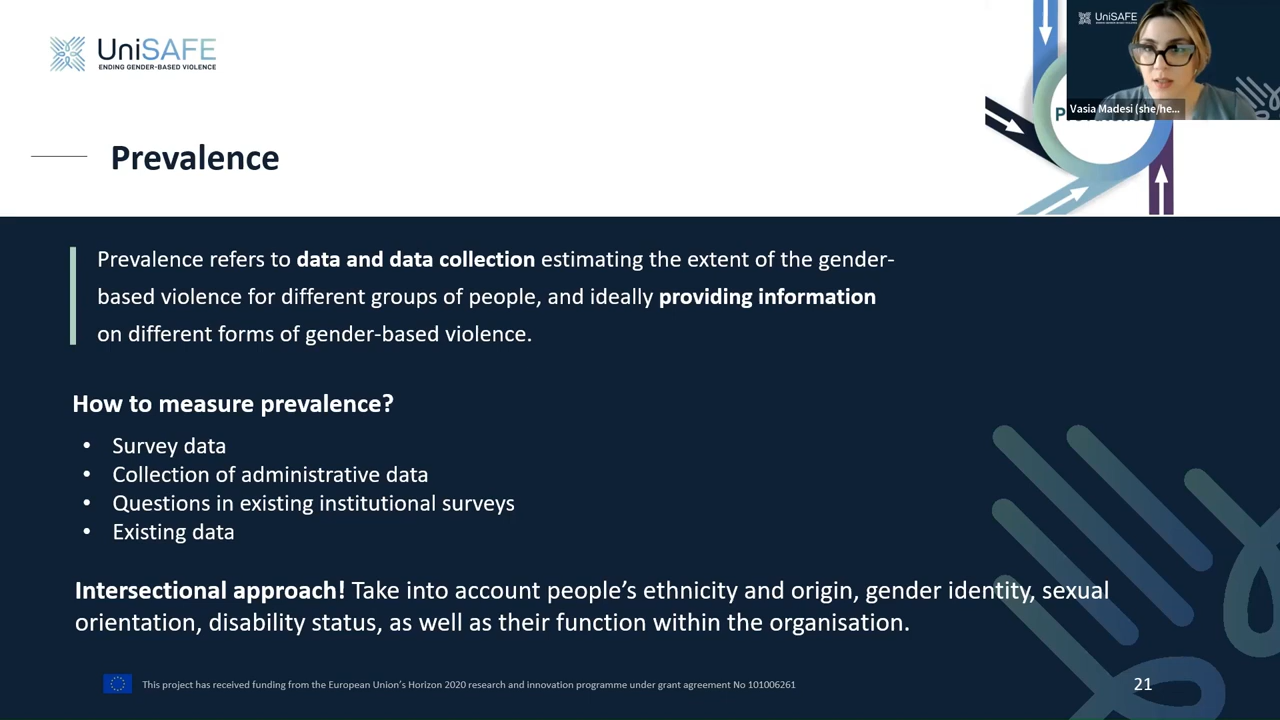 UniSAFE
ENDING GENDER-BASED VIOLENCE
UniSAFE
Vasia Madesi (she/he...
Prevalence
Prevalence refers to data and data collection estimating the extent of the gender-
based violence for different groups of people, and ideally providing information
on different forms of gender-based violence.
How to measure prevalence?
• Survey data
• Collection of administrative data
• Questions in existing institutional surveys
• Existing data
Intersectional approach! Take into account people’s ethnicity and origin, gender identity, sexual
orientation, disability status, as well as their function within the organisation.
This project has received funding from the European Union’s Horizon 2020 research and innovation programme under grant agreement No 101006261
21